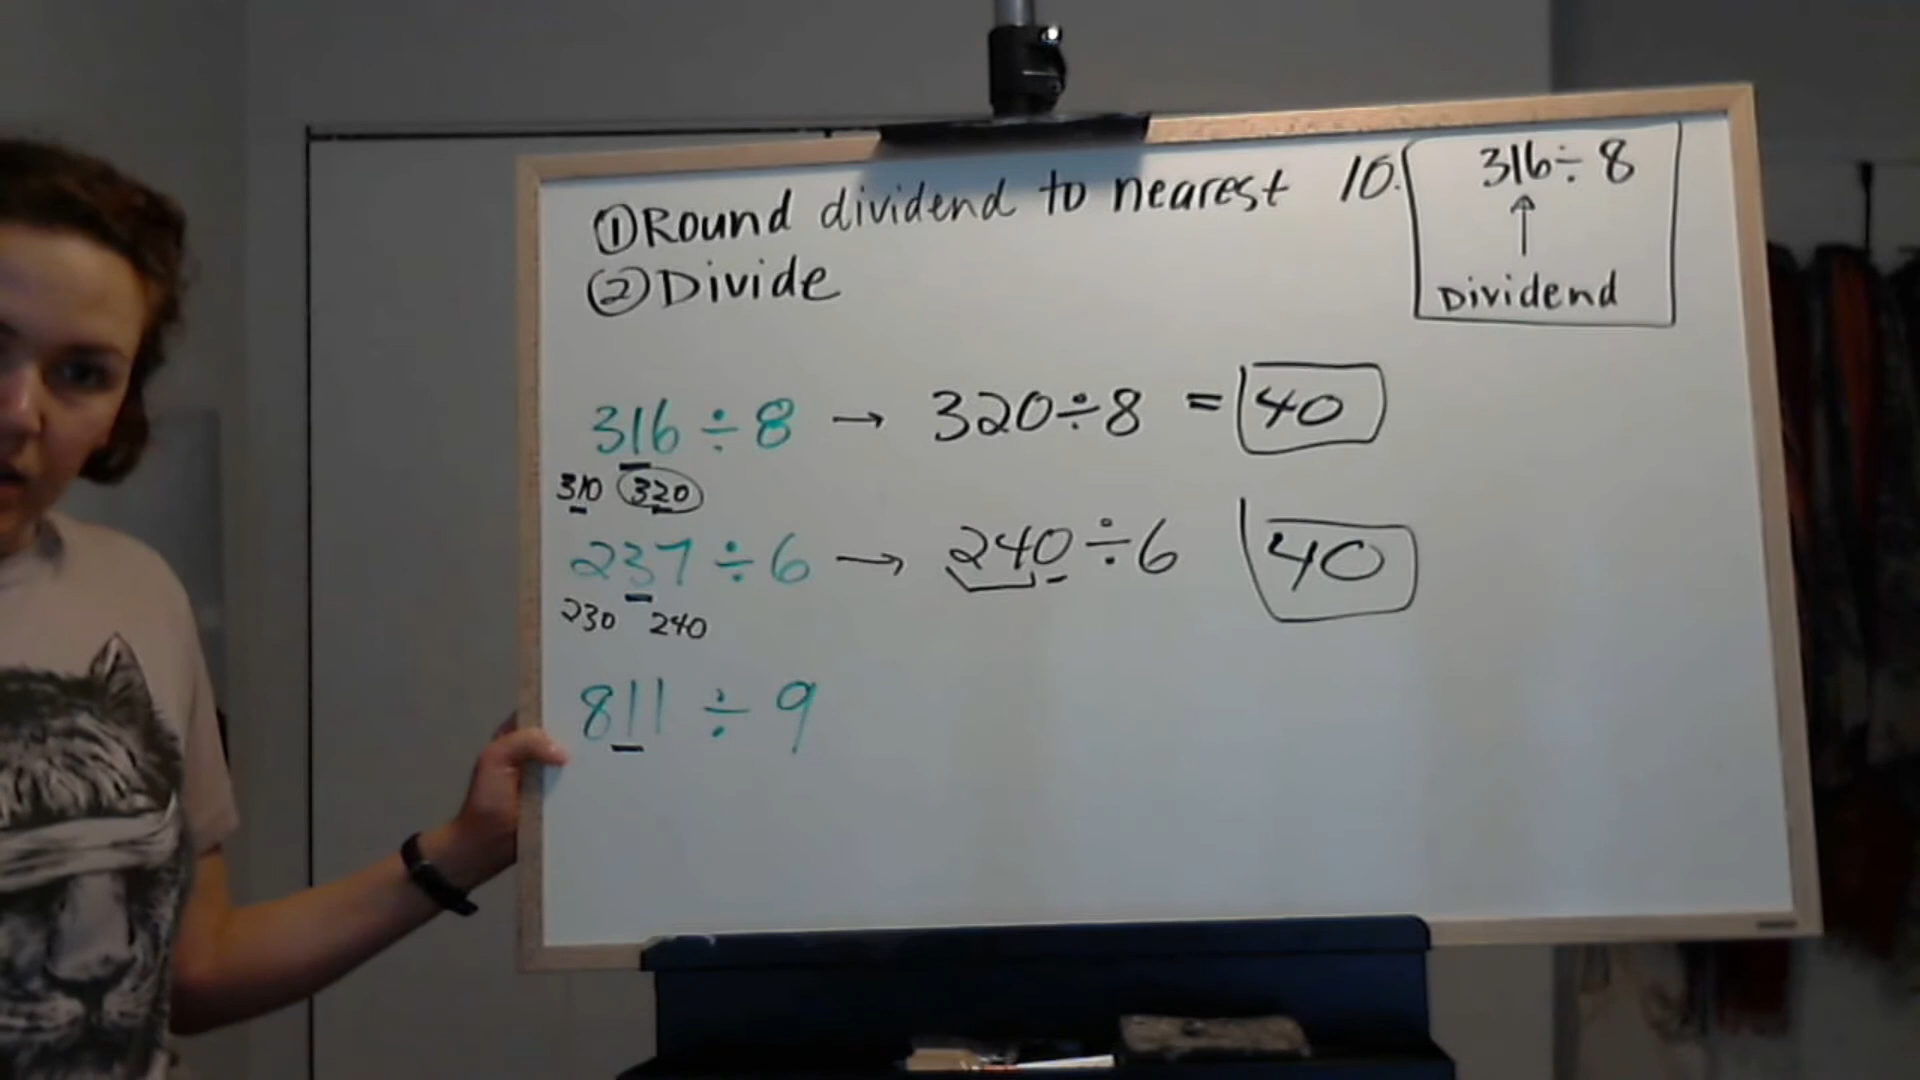 ①Round dividend to nearest 10.
②Divide
316 ÷ 8
Dividend
316 ÷ 8 → 320÷8 = 40
310 320
237 ÷ 6 → 240 ÷ 6 40
230 240
811 ÷ 9